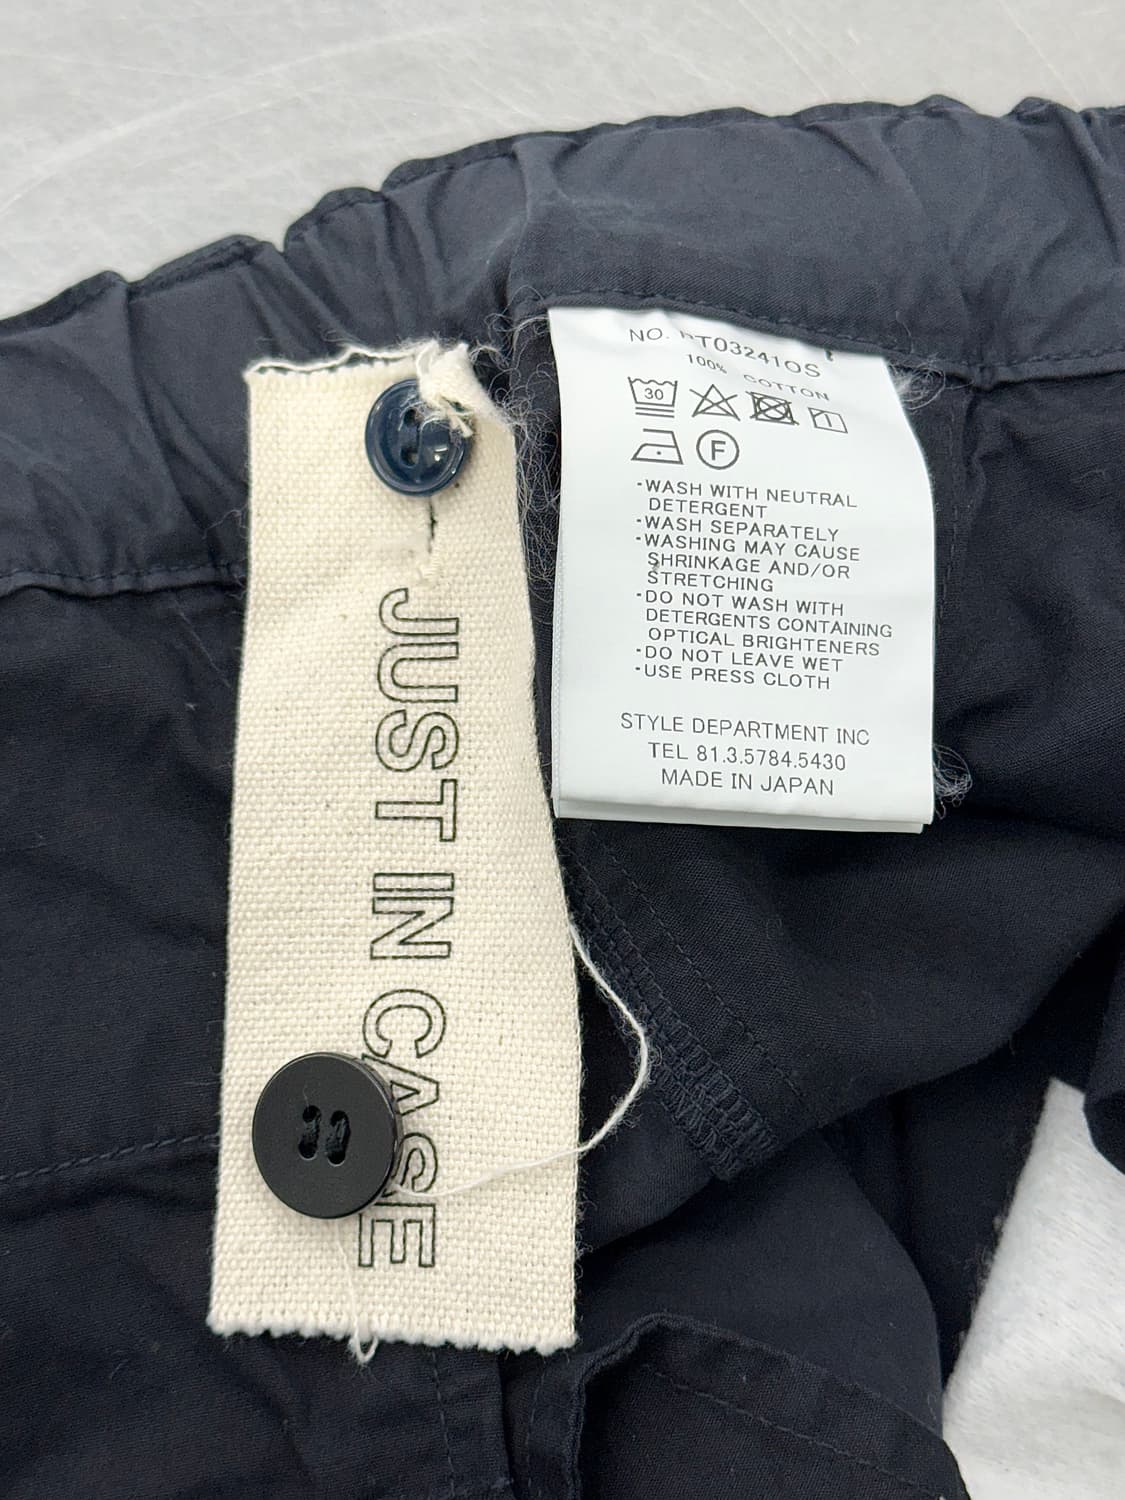 JUST IN CASE
NO. PT03241OS
100% COTTON
30
1
F
·WASH WITH NEUTRAL
DETERGENT
·WASH SEPARATELY
·WASHING MAY CAUSE
SHRINKAGE AND/OR
STRETCHING
·DO NOT WASH WITH
DETERGENTS CONTAINING
OPTICAL BRIGHTENERS
·DO NOT LEAVE WET
·USE PRESS CLOTH
STYLE DEPARTMENT INC
TEL 81.3.5784.5430
MADE IN JAPAN